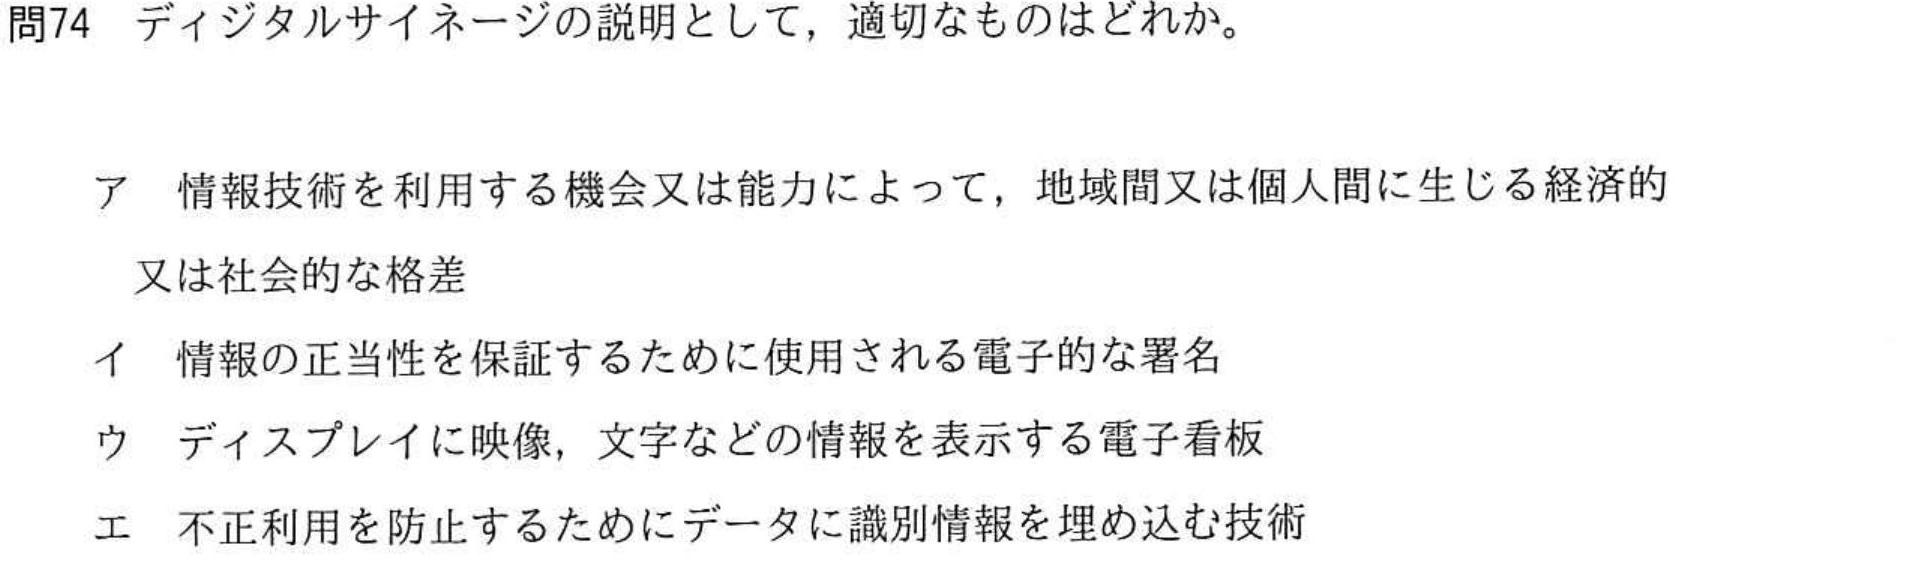 問74 ディジタルサイネージの説明として，適切なものはどれか。
ア 情報技術を利用する機会又は能力によって，地域間又は個人間に生じる経済的
又は社会的な格差
イ 情報の正当性を保証するために使用される電子的な署名
ウ ディスプレイに映像，文字などの情報を表示する電子看板
エ 不正利用を防止するためにデータに識別情報を埋め込む技術